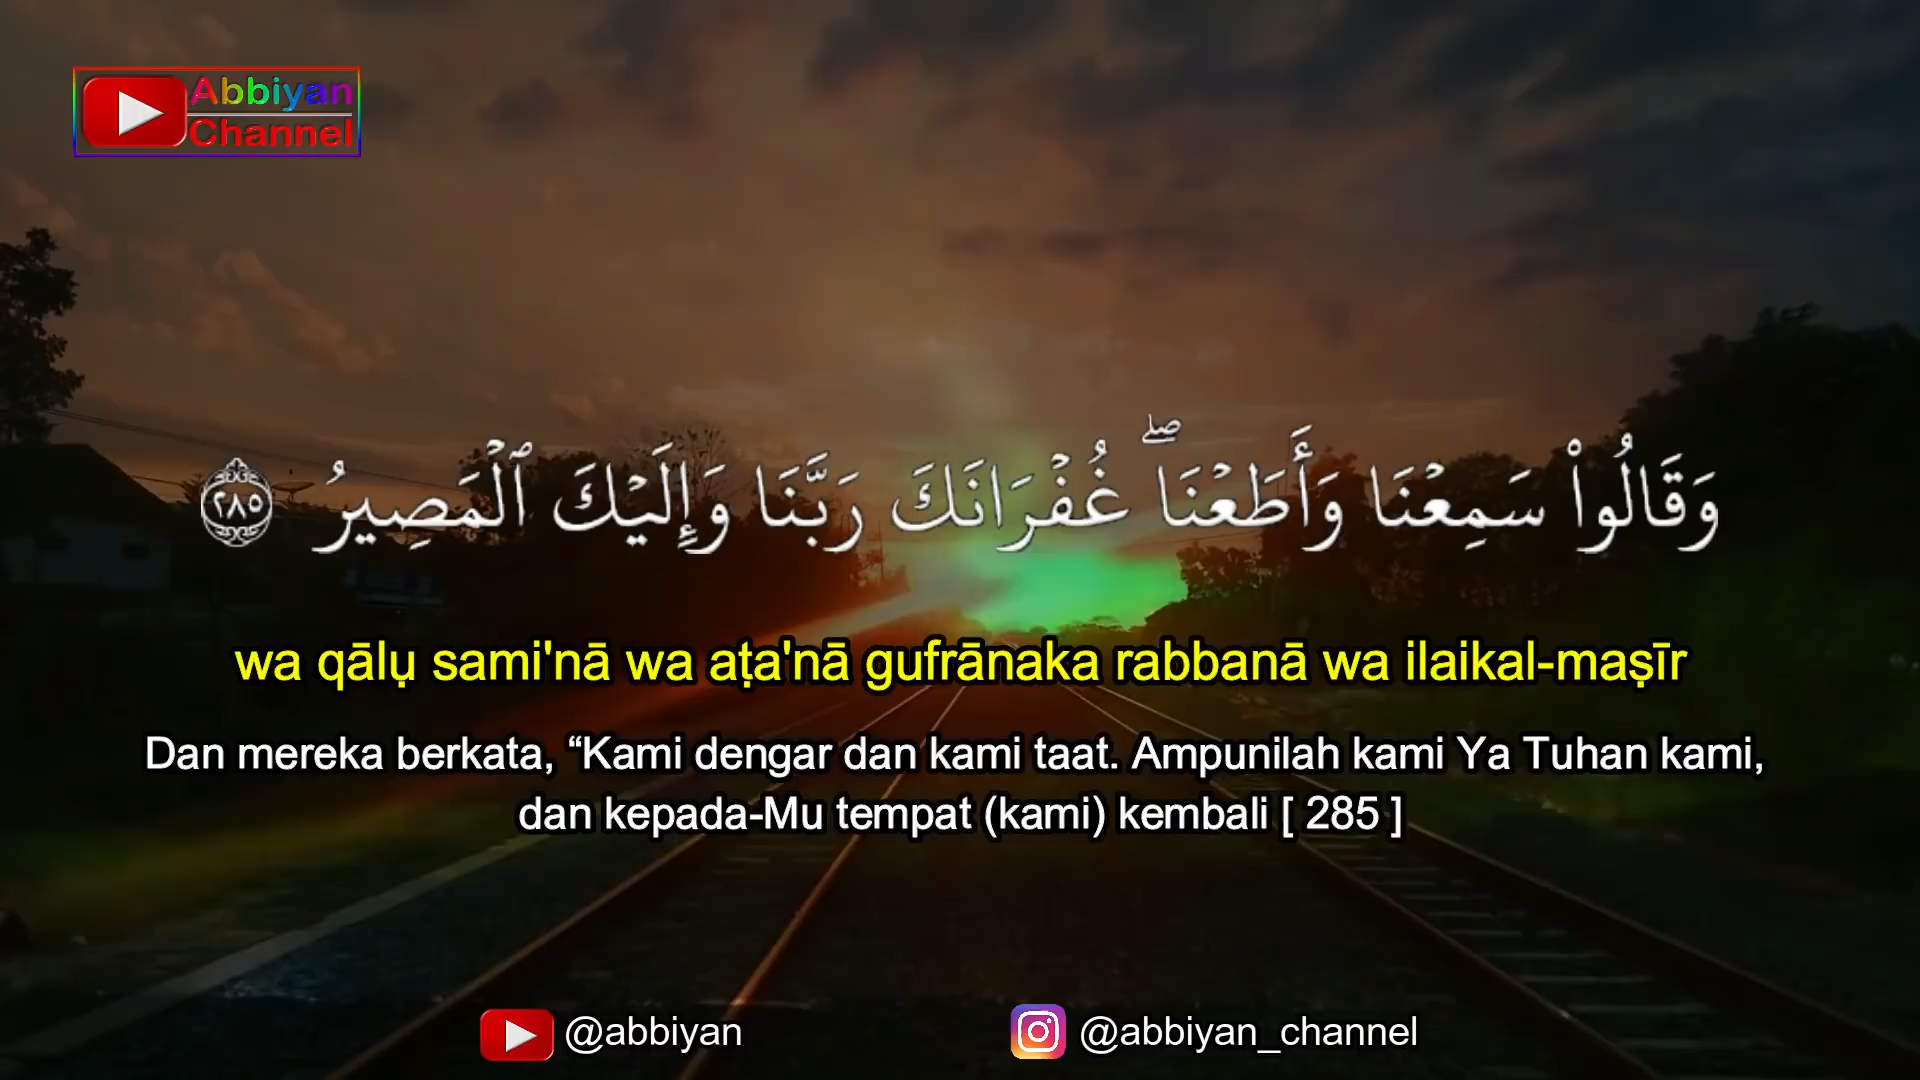 Abbiyan
Channel
وَقَالُوا۟ سَمِعْنَا وَأَطَعْنَا ۖ غُفْرَانَكَ رَبَّنَا وَإِلَيْكَ ٱلْمَصِيرُ ٢٨٥
wa qālụ sami'nā wa aṭa'nā gufrānaka rabbanā wa ilaikal-maṣīr
Dan mereka berkata, “Kami dengar dan kami taat. Ampunilah kami Ya Tuhan kami,
dan kepada-Mu tempat (kami) kembali [ 285 ]
@abbiyan
@abbiyan_channel